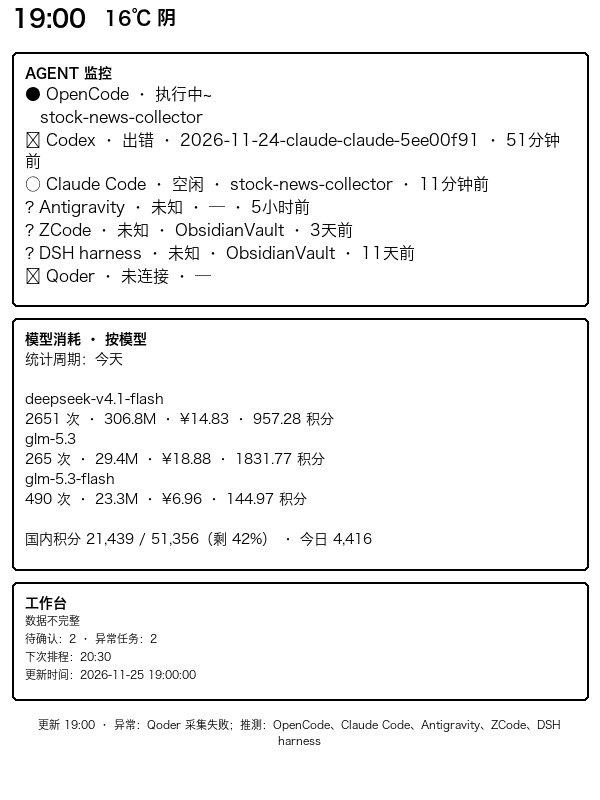 19:00 16℃ 阴
AGENT 监控
● OpenCode · 执行中~
stock-news-collector
☒ Codex · 出错 · 2026-11-24-claude-claude-5ee00f91 · 51分钟
前
○ Claude Code · 空闲 · stock-news-collector · 11分钟前
? Antigravity · 未知 · — · 5小时前
? ZCode · 未知 · ObsidianVault · 3天前
? DSH harness · 未知 · ObsidianVault · 11天前
☒ Qoder · 未连接 · —
模型消耗 · 按模型
统计周期：今天
deepseek-v4.1-flash
2651 次 · 306.8M · ¥14.83 · 957.28 积分
glm-5.3
265 次 · 29.4M · ¥18.88 · 1831.77 积分
glm-5.3-flash
490 次 · 23.3M · ¥6.96 · 144.97 积分
国内积分 21,439 / 51,356（剩 42%） · 今日 4,416
工作台
数据不完整
待确认：2 · 异常任务：2
下次排程：20:30
更新时间：2026-11-25 19:00:00
更新 19:00 · 异常：Qoder 采集失败；推测：OpenCode、Claude Code、Antigravity、ZCode、DSH
harness